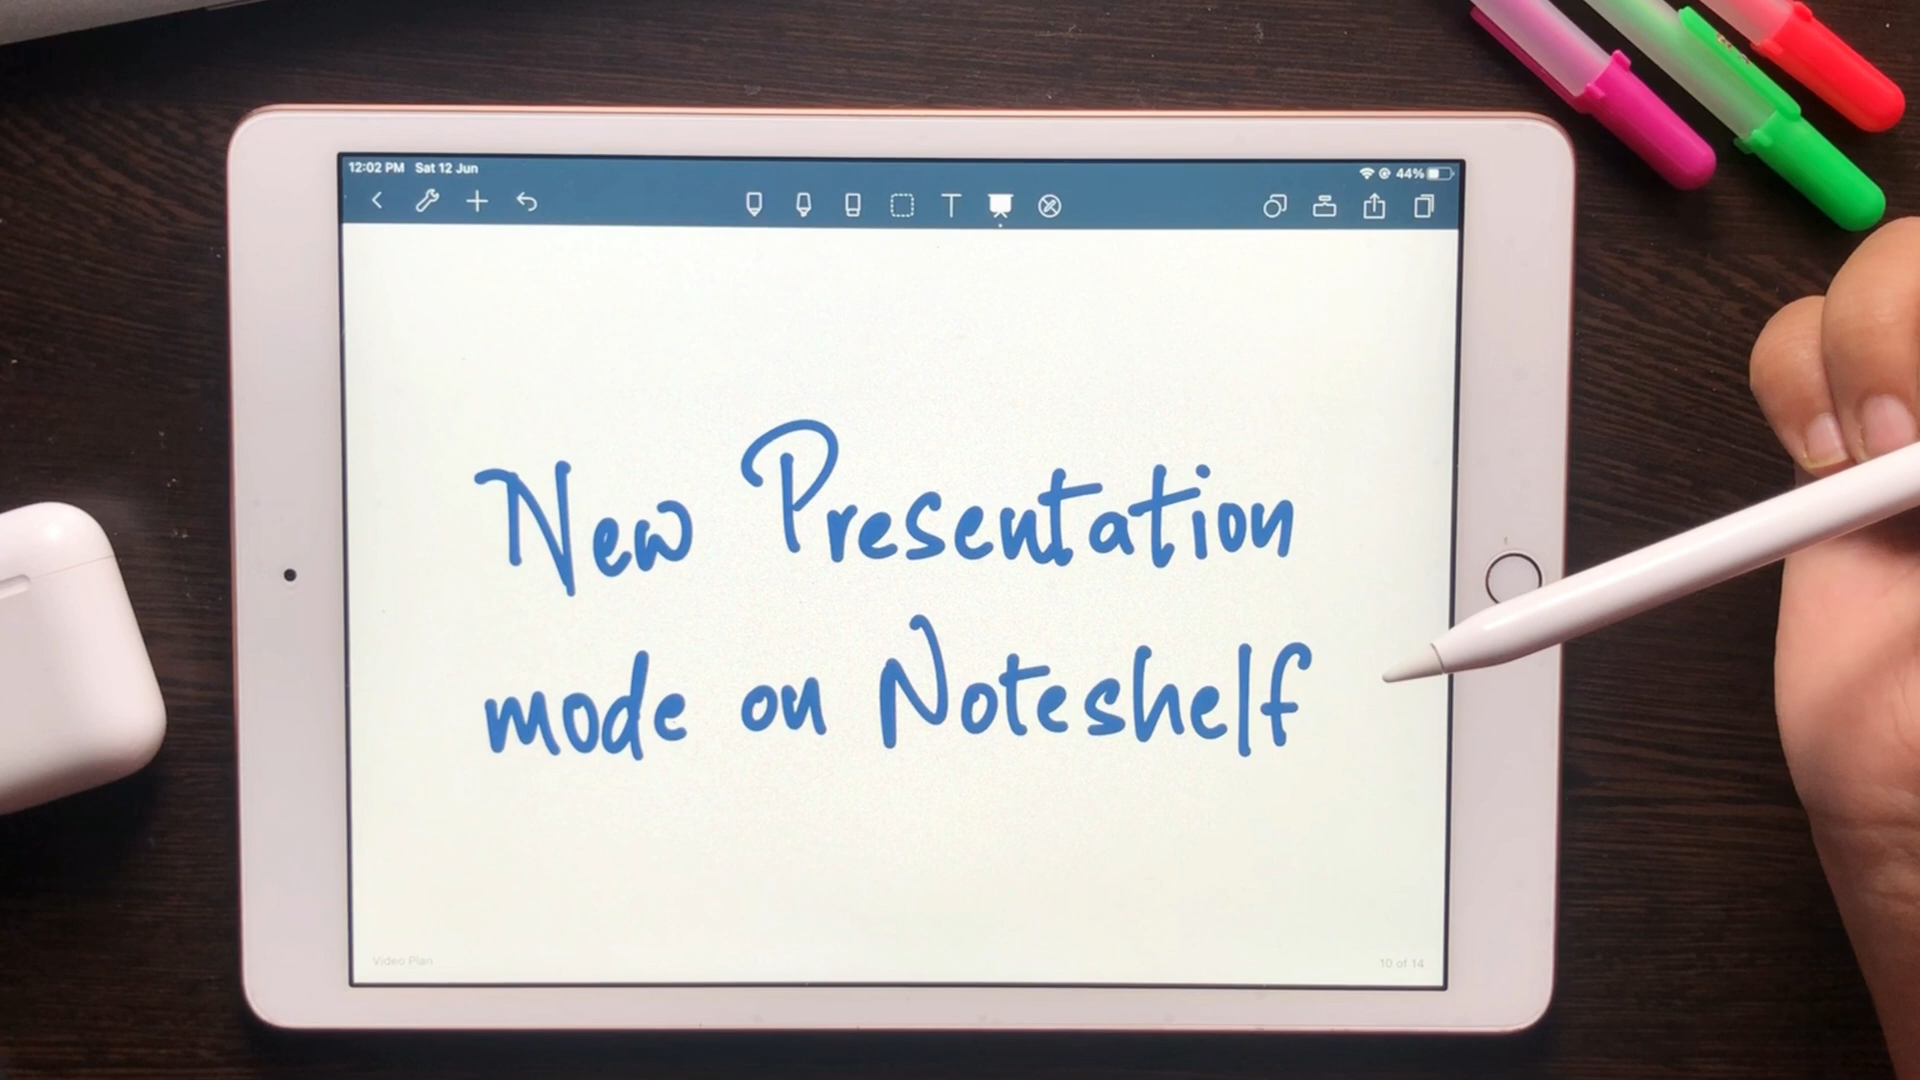 12:02 PM Sat 12 Jun
44%
T
New Presentation
mode on Noteshelf
Video Plan
10 of 14